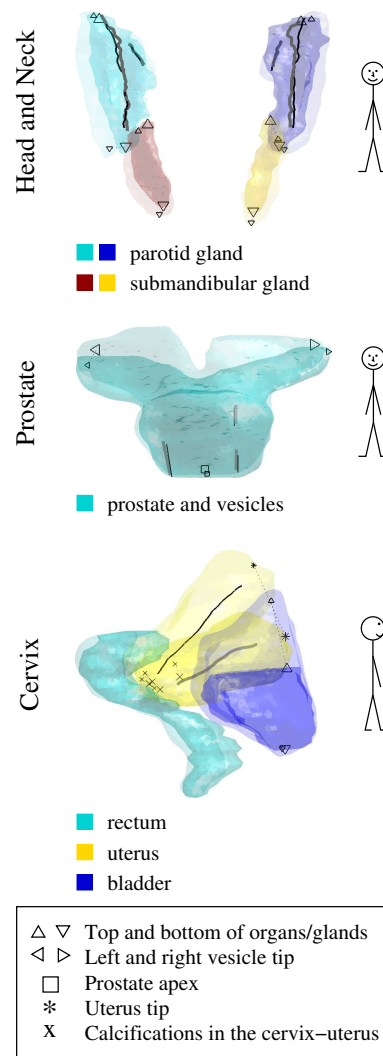 Head and Neck
parotid gland
submandibular gland
Prostate
prostate and vesicles
Cervix
rectum
uterus
bladder
△ ▽ Top and bottom of organs/glands
◁ ▷ Left and right vesicle tip
□ Prostate apex
* Uterus tip
x Calcifications in the cervix−uterus